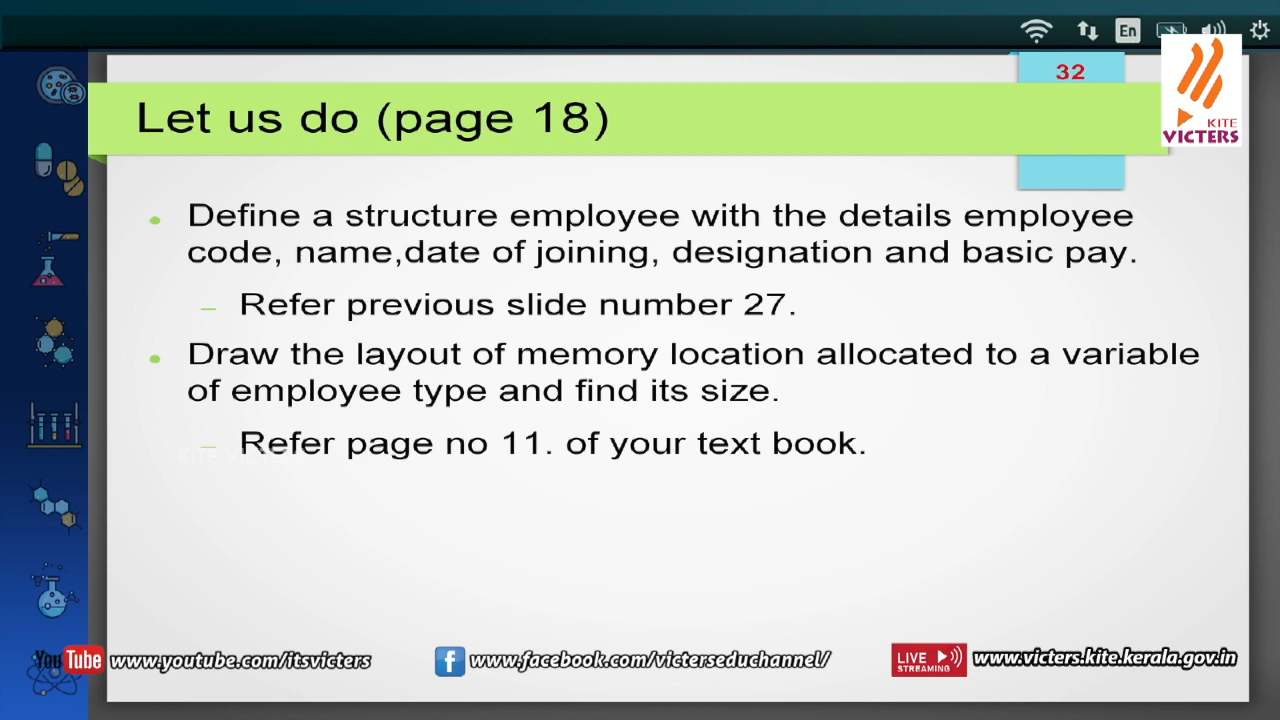 En
32
KITE
VICTERS
Let us do (page 18)
Define a structure employee with the details employee
code, name,date of joining, designation and basic pay.
– Refer previous slide number 27.
Draw the layout of memory location allocated to a variable
of employee type and find its size.
– Refer page no 11. of your text book.
KITE VICTERS
YouTube www.youtube.com/itsvicters
f www.facebook.com/victerseduchannel/
LIVE STREAMING www.victers.kite.kerala.gov.in